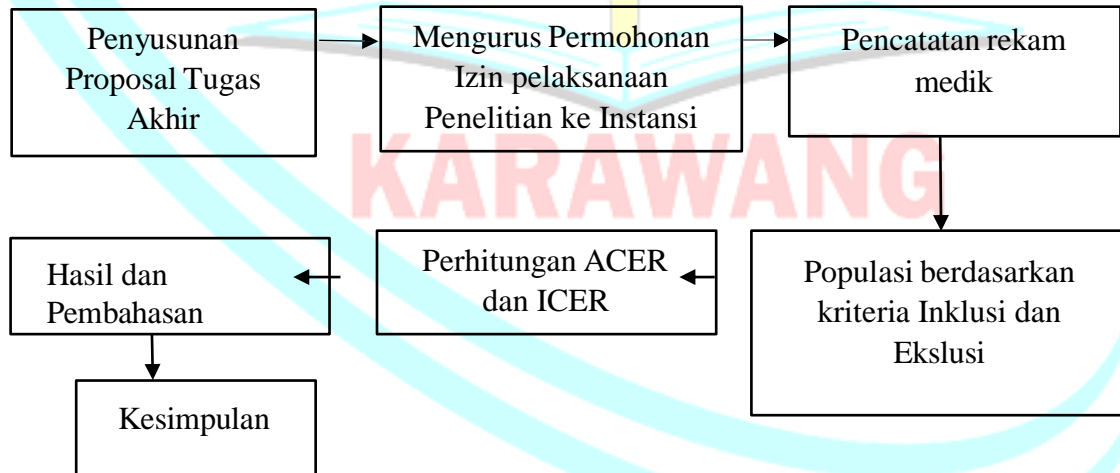 Penyusunan
Proposal Tugas
Akhir
Mengurus Permohonan
Izin pelaksanaan
Penelitian ke Instansi
Pencatatan rekam
medik
KARAWANG
Populasi berdasarkan
kriteria Inklusi dan
Ekslusi
Perhitungan ACER
dan ICER
Hasil dan
Pembahasan
Kesimpulan